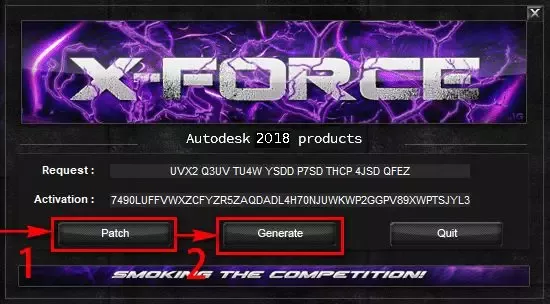 X-FORCE
Autodesk 2018 products
Request : UVX2 Q3UV TU4W YSDD P7SD THCP 4JSD QFEZ
Activation : 7490LUFFVWXZCFYZR5ZAQDADL4H70NJUWKWP2GGPV89XWPTSJYL3
Patch Generate Quit
1 2
SMOKING THE COMPETITION!